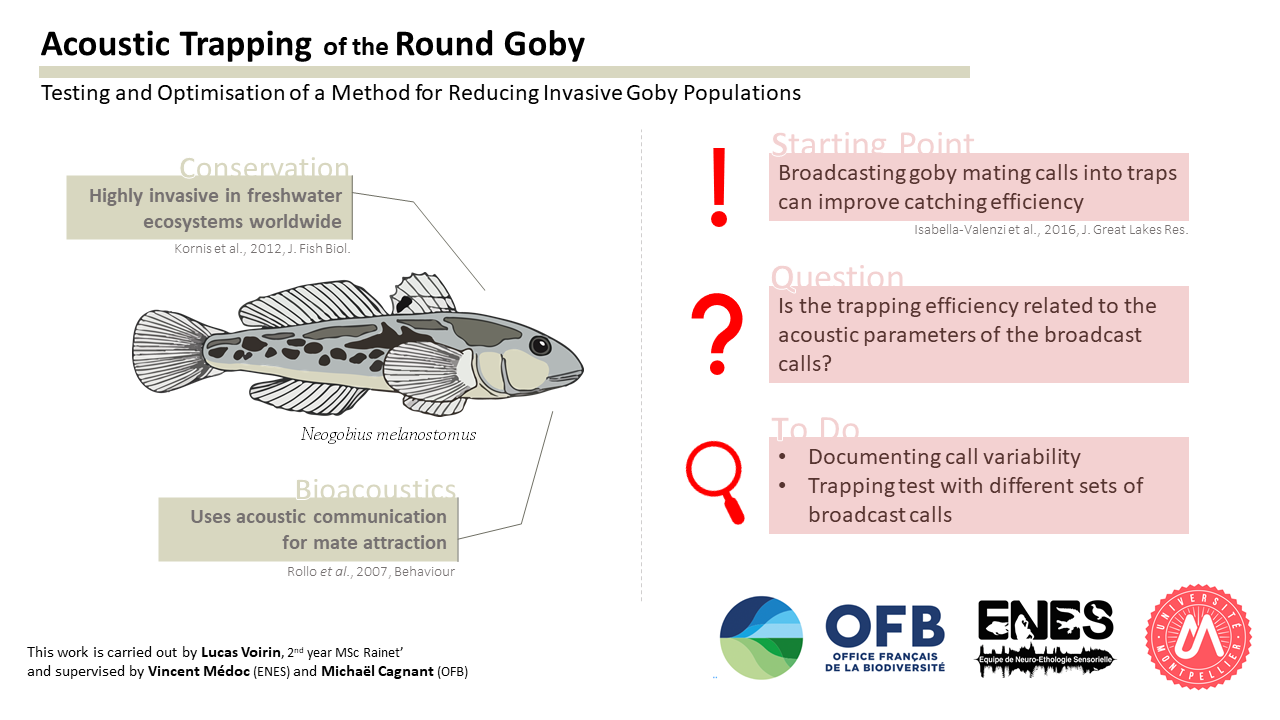 Acoustic Trapping of the Round Goby
Testing and Optimisation of a Method for Reducing Invasive Goby Populations
Conservation
Highly invasive in freshwater
ecosystems worldwide
Kornis et al., 2012, J. Fish Biol.
Neogobius melanostomus
Bioacoustics
Uses acoustic communication
for mate attraction
Rollo et al., 2007, Behaviour
!
Starting Point
Broadcasting goby mating calls into traps
can improve catching efficiency
Isabella-Valenzi et al., 2016, J. Great Lakes Res.
?
Question
Is the trapping efficiency related to the
acoustic parameters of the broadcast
calls?
To Do
• Documenting call variability
• Trapping test with different sets of
broadcast calls
This work is carried out by Lucas Voirin, 2nd year MSc Rainet’
and supervised by Vincent Médoc (ENES) and Michaël Cagnant (OFB)
OFB
OFFICE FRANÇAIS
DE LA BIODIVERSITÉ
ENES
Equipe de Neuro-Ethologie Sensorielle
UNIVERSITÉ
MONTPELLIER